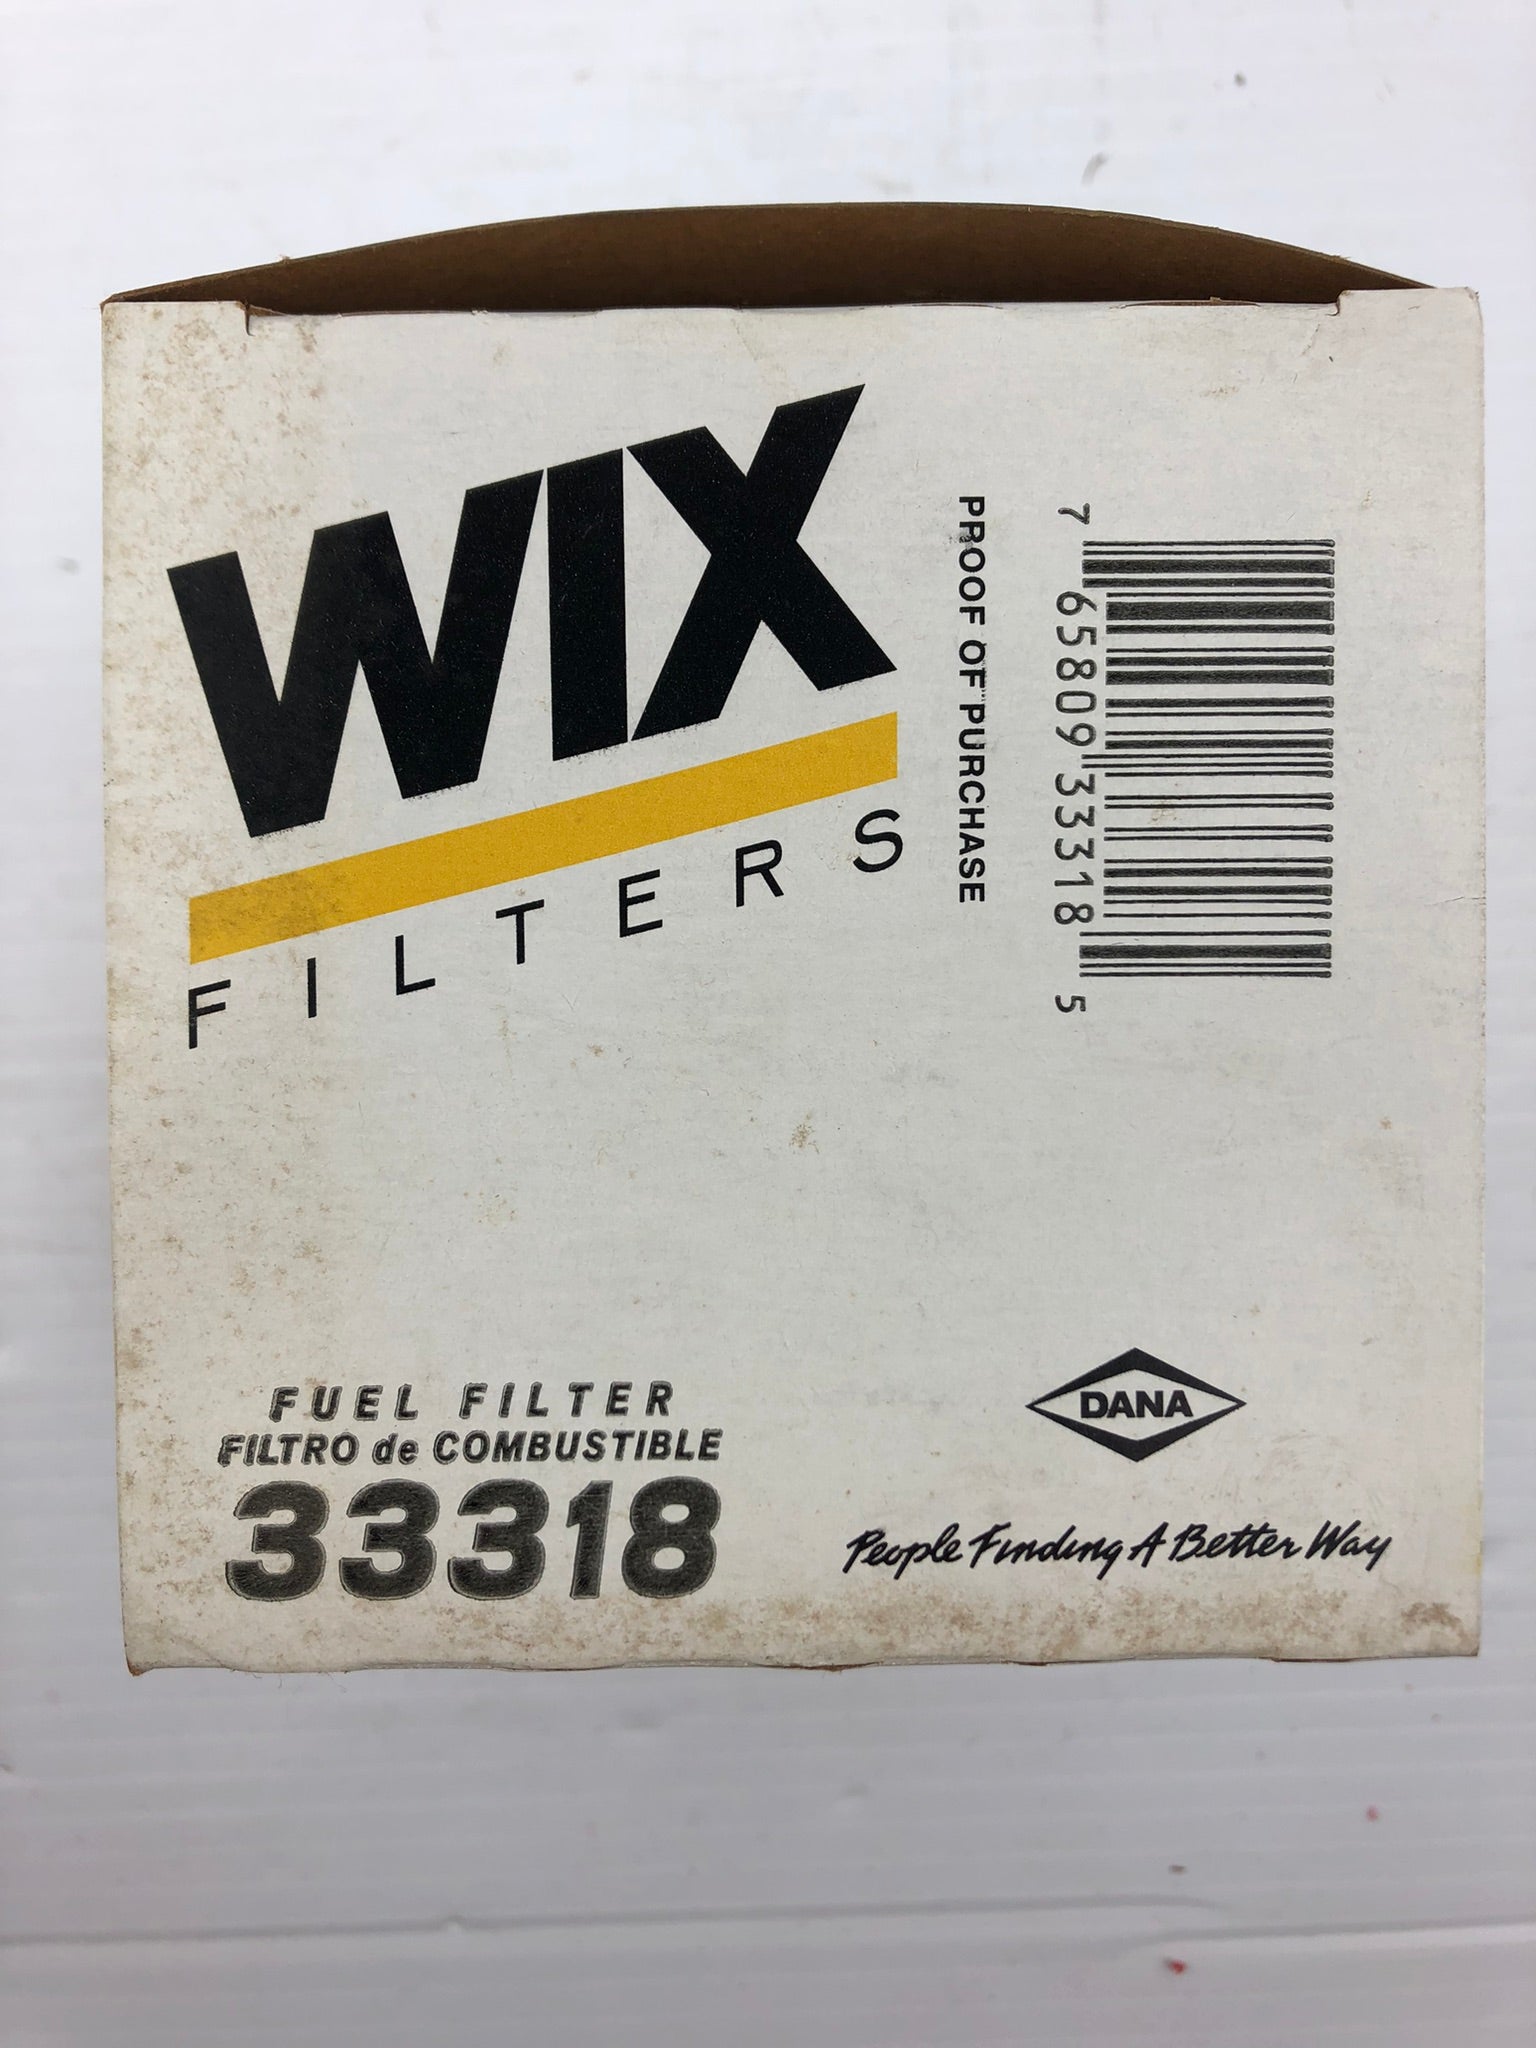 WIX
FILTERS
PROOF OF PURCHASE
7 65809 33318 5
FUEL FILTER
FILTRO de COMBUSTIBLE
33318
DANA
People Finding A Better Way